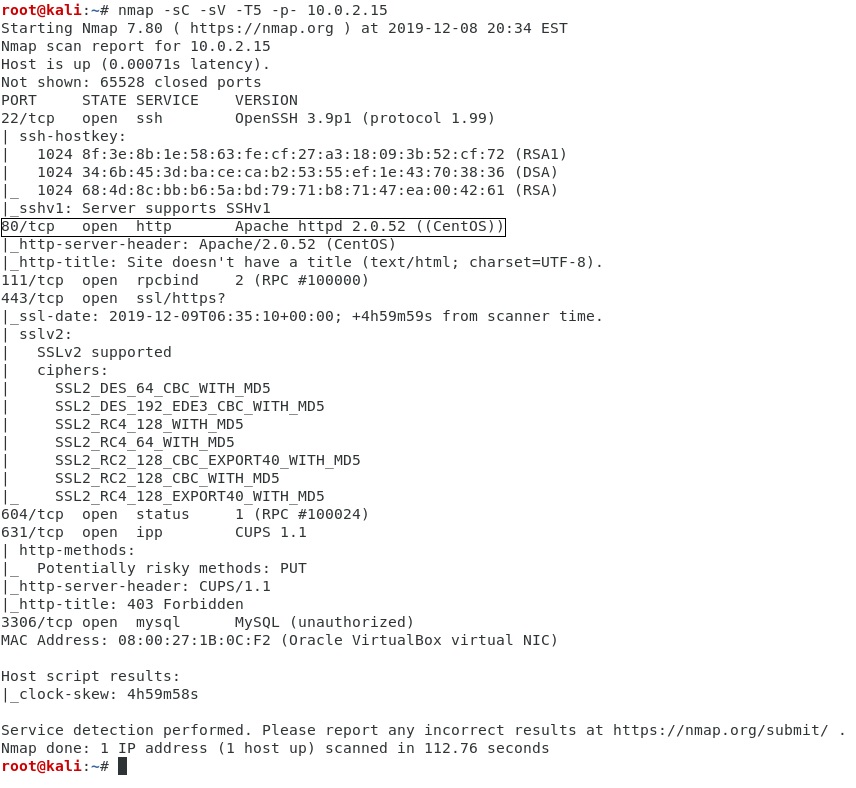 root@kali:~# nmap -sC -sV -T5 -p- 10.0.2.15
Starting Nmap 7.80 ( https://nmap.org ) at 2019-12-08 20:34 EST
Nmap scan report for 10.0.2.15
Host is up (0.00071s latency).
Not shown: 65528 closed ports
PORT     STATE SERVICE    VERSION
22/tcp   open  ssh        OpenSSH 3.9p1 (protocol 1.99)
| ssh-hostkey:
|   1024 8f:3e:8b:1e:58:63:fe:cf:27:a3:18:09:3b:52:cf:72 (RSA1)
|   1024 34:6b:45:3d:ba:ce:ca:b2:53:55:ef:1e:43:70:38:36 (DSA)
|_  1024 68:4d:8c:bb:b6:5a:bd:79:71:b8:71:47:ea:00:42:61 (RSA)
|_sshv1: Server supports SSHv1
80/tcp   open  http       Apache httpd 2.0.52 ((CentOS))
|_http-server-header: Apache/2.0.52 (CentOS)
|_http-title: Site doesn't have a title (text/html; charset=UTF-8).
111/tcp  open  rpcbind    2 (RPC #100000)
443/tcp  open  ssl/https?
|_ssl-date: 2019-12-09T06:35:10+00:00; +4h59m59s from scanner time.
| sslv2:
|   SSLv2 supported
|   ciphers:
|     SSL2_DES_64_CBC_WITH_MD5
|     SSL2_DES_192_EDE3_CBC_WITH_MD5
|     SSL2_RC4_128_WITH_MD5
|     SSL2_RC4_64_WITH_MD5
|     SSL2_RC2_128_CBC_EXPORT40_WITH_MD5
|     SSL2_RC2_128_CBC_WITH_MD5
|_    SSL2_RC4_128_EXPORT40_WITH_MD5
604/tcp  open  status     1 (RPC #100024)
631/tcp  open  ipp        CUPS 1.1
| http-methods:
|_  Potentially risky methods: PUT
|_http-server-header: CUPS/1.1
|_http-title: 403 Forbidden
3306/tcp open  mysql      MySQL (unauthorized)
MAC Address: 08:00:27:1B:0C:F2 (Oracle VirtualBox virtual NIC)

Host script results:
|_clock-skew: 4h59m58s

Service detection performed. Please report any incorrect results at https://nmap.org/submit/ .
Nmap done: 1 IP address (1 host up) scanned in 112.76 seconds
root@kali:~#